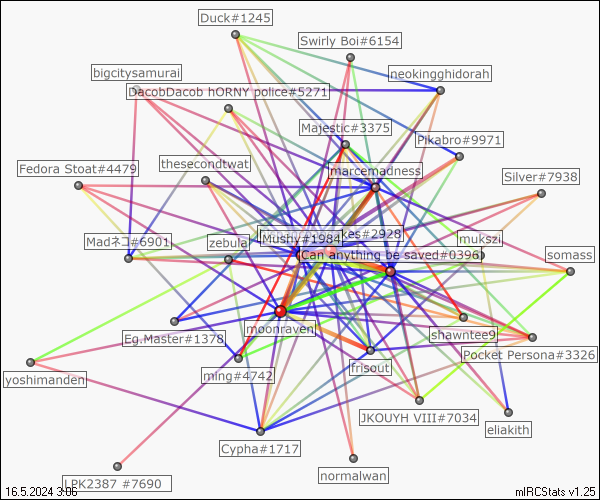 Duck#1245
Swirly Boi#6154
bigcitysamurai
neokingghidorah
DacobDacob hORNY police#5271
Majestic#3375
Pikabro#9971
thesecondtwat
marcemadness
Fedora Stoat#4479
Silver#7938
Mushy#1984
kes#2928
Madネコ#6901
zebular
mukszil
Can anything be saved#0396
somass
moonraven
Eg.Master#1378
shawntee9
Pocket Persona#3326
frisout
ming#4742
yoshimanden
JKOUYH VIII#7034
eliakith
Cypha#1717
LPK2387 #7690
normalwan
16.5.2024 3:06
mIRCStats v1.25